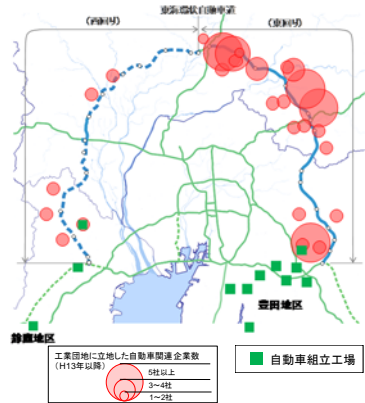 東海環状自動車道
(西回り)
(東回り)
豊田地区
鈴鹿地区
工業団地に立地した自動車関連企業数
(H13年以降)
5社以上
3~4社
1~2社
自動車組立工場